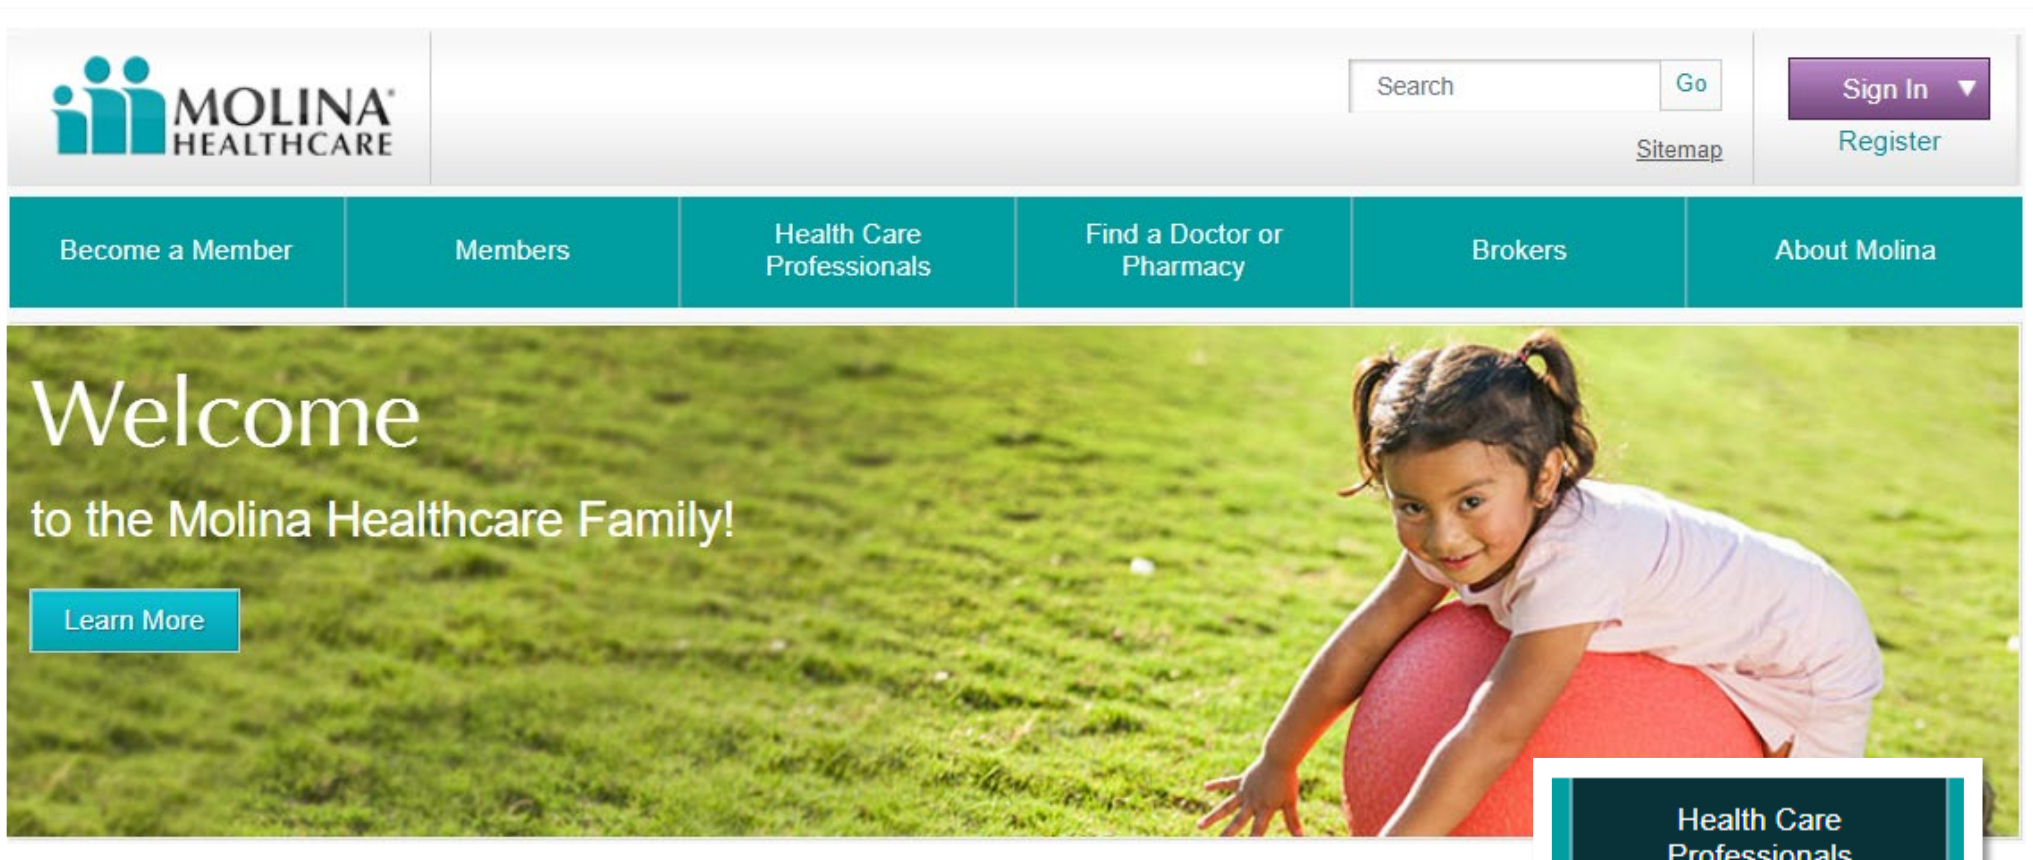 MOLINA®
HEALTHCARE
Search
Go
Sitemap
Sign In ▼
Register
Become a Member
Members
Health Care
Professionals
Find a Doctor or
Pharmacy
Brokers
About Molina
Welcome
to the Molina Healthcare Family!
Learn More
Health Care
Professionals